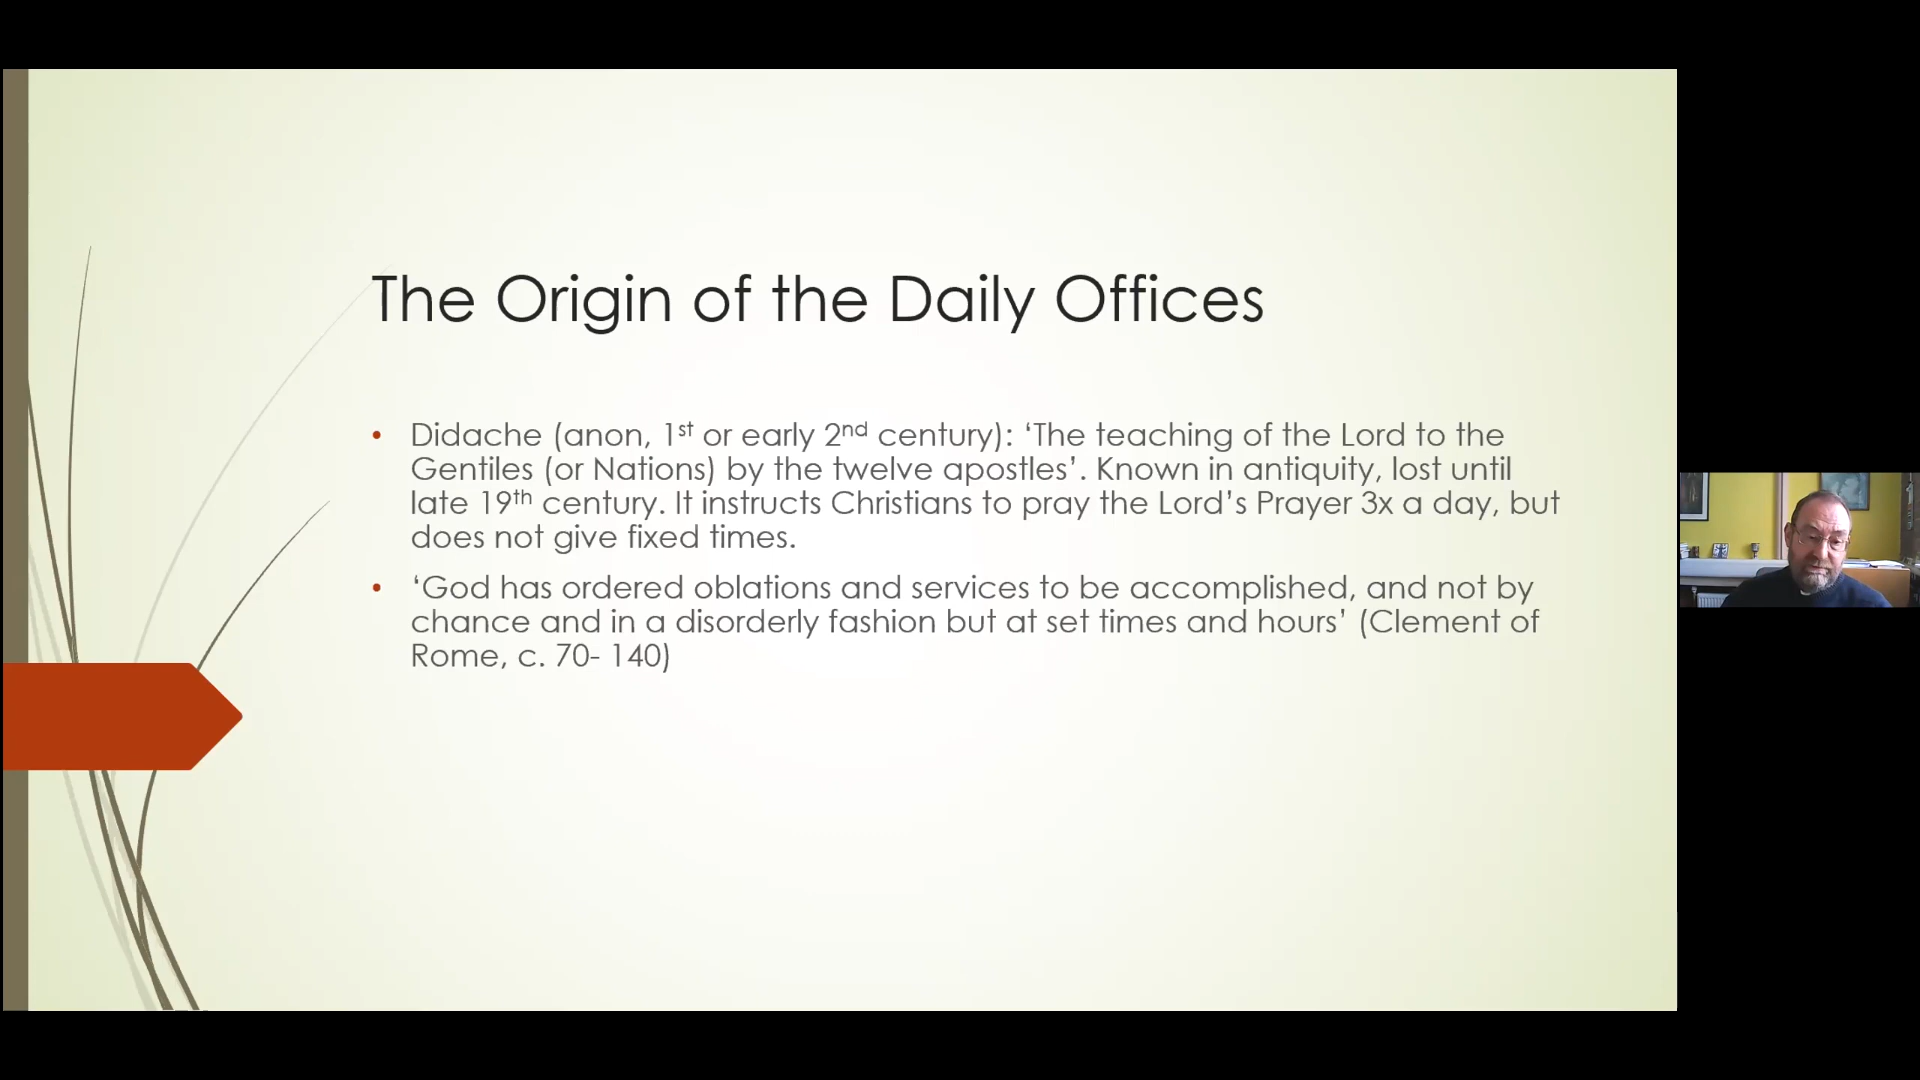 The Origin of the Daily Offices
• Didache (anon, 1st or early 2nd century): ‘The teaching of the Lord to the
Gentiles (or Nations) by the twelve apostles’. Known in antiquity, lost until
late 19th century. It instructs Christians to pray the Lord’s Prayer 3x a day, but
does not give fixed times.
• ‘God has ordered oblations and services to be accomplished, and not by
chance and in a disorderly fashion but at set times and hours’ (Clement of
Rome, c. 70- 140)